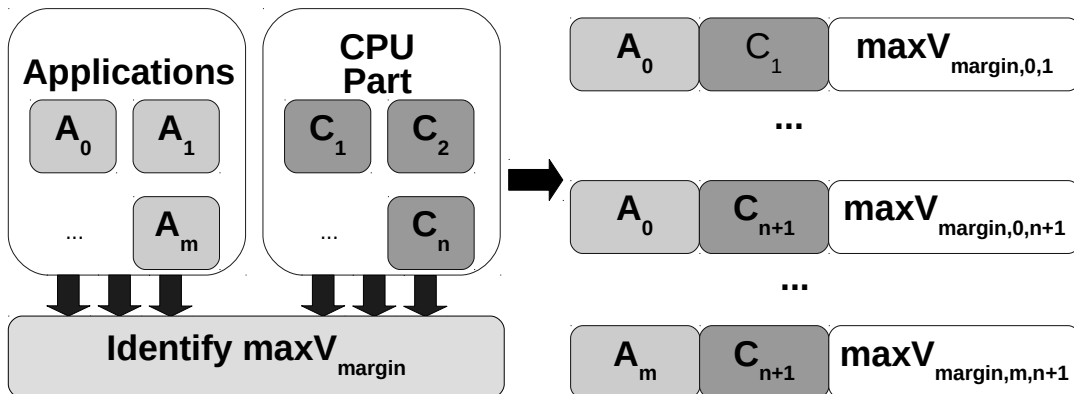 Applications
A0 A1
... Am
CPU
Part
C1 C2
... Cn
Identify maxVmargin
A0 C1 maxVmargin,0,1
...
A0 Cn+1 maxVmargin,0,n+1
...
Am Cn+1 maxVmargin,m,n+1